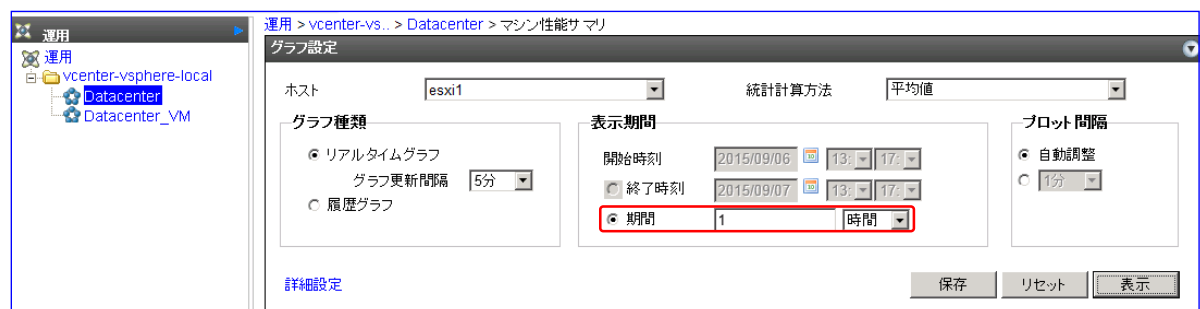 運用
運用
vcenter-vsphere-local
Datacenter
Datacenter_VM
運用 > vcenter-vs.. > Datacenter > マシン性能サマリ
グラフ設定
ホスト esxi1 統計計算方法 平均値
グラフ種類
リアルタイムグラフ
グラフ更新間隔 5分
履歴グラフ
表示期間
開始時刻 2015/09/06 13: 17:
終了時刻 2015/09/07 13: 17:
期間 1 時間
プロット間隔
自動調整
1分
詳細設定
保存 リセット 表示